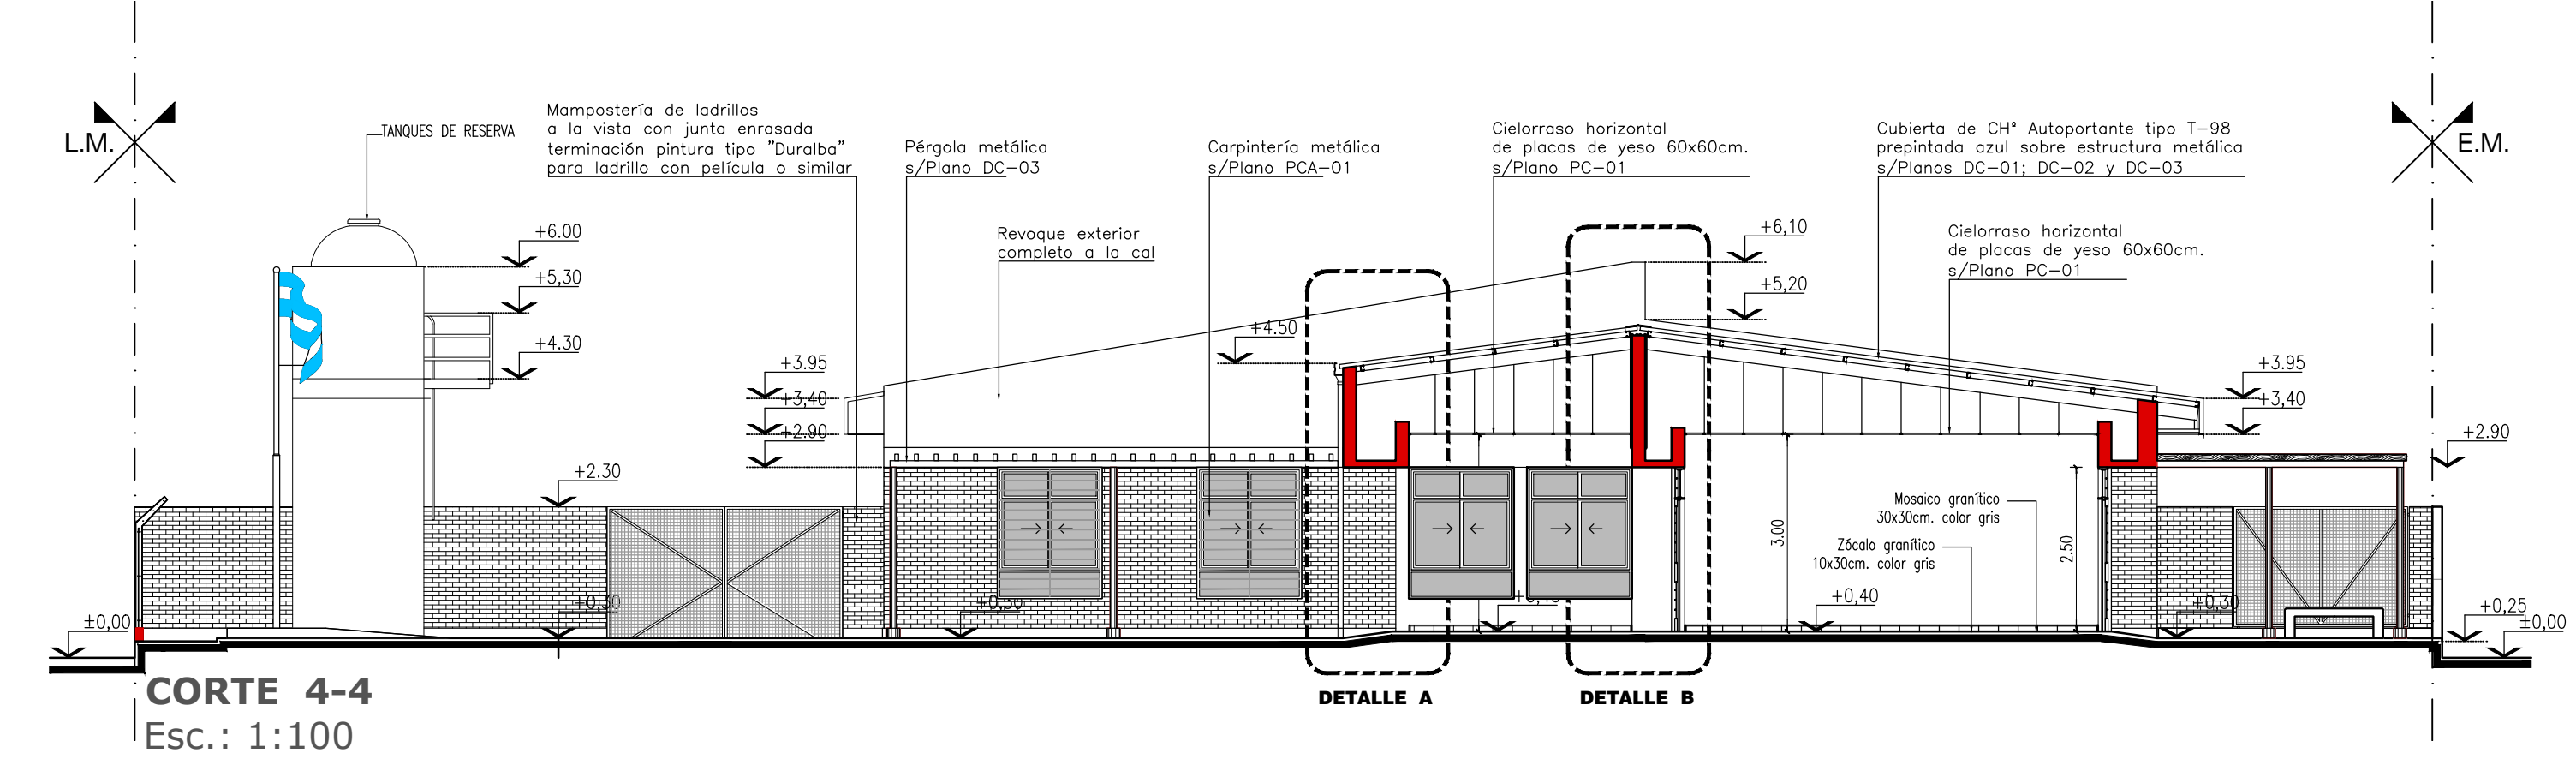 L.M.
TANQUES DE RESERVA
Mampostería de ladrillos
a la vista con junta enrasada
terminación pintura tipo "Duralba"
para ladrillo con película o similar
Pérgola metálica
s/Plano DC-03
Carpintería metálica
s/Plano PCA-01
Cielorraso horizontal
de placas de yeso 60x60cm.
s/Plano PC-01
Cubierta de CHª Autoportante tipo T-98
prepintada azul sobre estructura metálica
s/Planos DC-01; DC-02 y DC-03
E.M.
Revoque exterior
completo a la cal
Cielorraso horizontal
de placas de yeso 60x60cm.
s/Plano PC-01
+6.00
+5,30
+4.30
+6,10
+5,20
+4.50
+3.95
+3,40
+2.90
+3.95
+3,40
+2.90
+2.30
Mosaico granítico
30x30cm. color gris
Zócalo granítico
10x30cm. color gris
3.00
2.50
±0,00
+0,30
+0,40
+0,30
+0,25
±0,00
DETALLE A
DETALLE B
CORTE 4-4
Esc.: 1:100